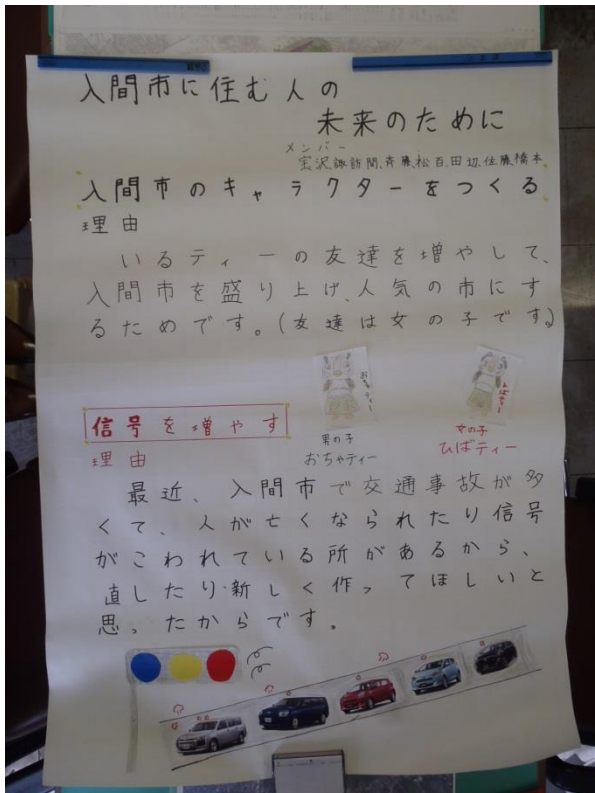 入間市に住む人の
未来のために
メンバー
宝沢、諏訪間、斉藤、松百、田辺、佐藤、橋本
入間市のキャラクターをつくる
理由
いるティーの友達を増やして、
入間市を盛り上げ、人気の市にす
るためです。(友達は女の子です。)
おちゃティー
ひばティー
男の子
おちゃティー
女の子
ひばティー
信号を増やす
理由
最近、入間市で交通事故が多
くて、人が亡くなられたり信号
がこわれている所があるから、
直したり新しく作ってほしいと
思ったからです。